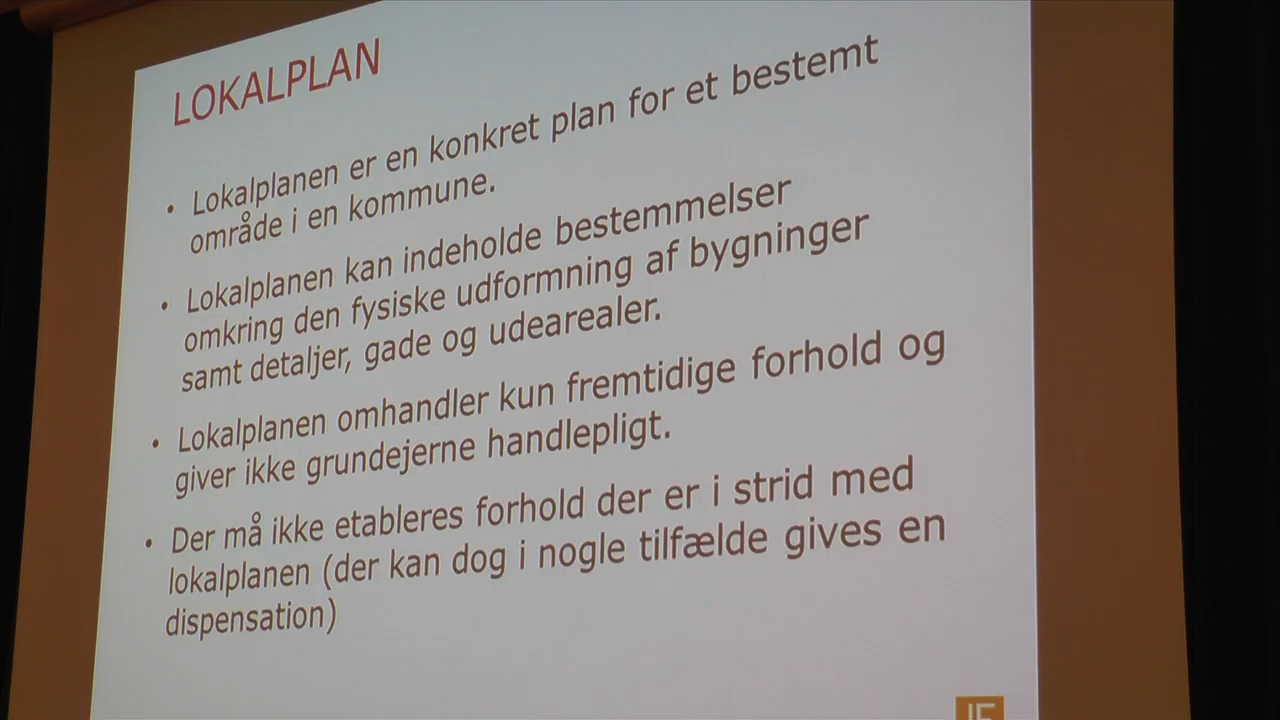 LOKALPLAN
• Lokalplanen er en konkret plan for et bestemt
område i en kommune.
• Lokalplanen kan indeholde bestemmelser
omkring den fysiske udformning af bygninger
samt detaljer, gade og udearealer.
• Lokalplanen omhandler kun fremtidige forhold og
giver ikke grundejerne handlepligt.
• Der må ikke etableres forhold der er i strid med
lokalplanen (der kan dog i nogle tilfælde gives en
dispensation)